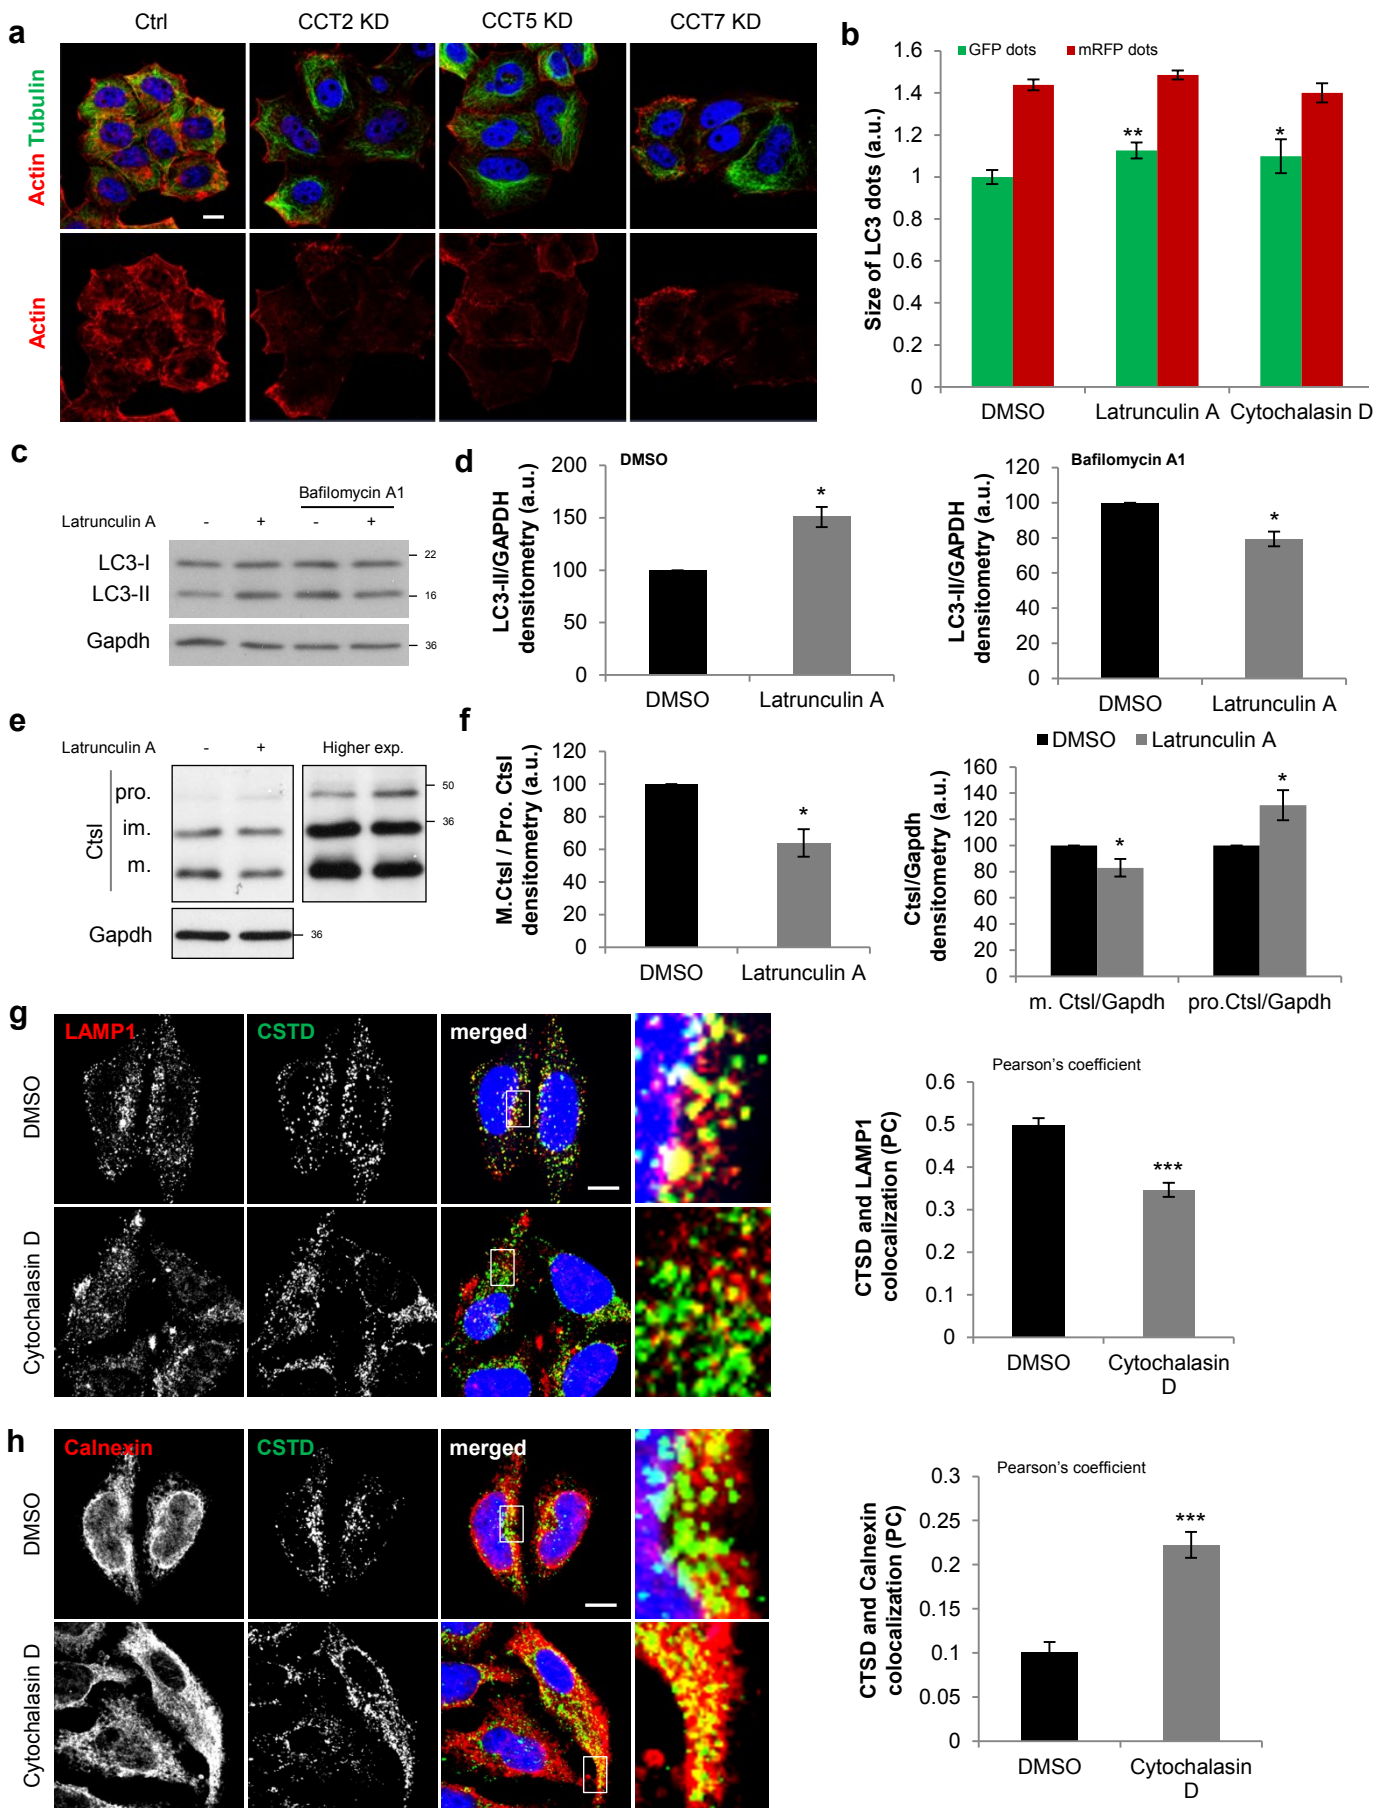 a
Ctrl
CCT2 KD
CCT5 KD
CCT7 KD
Actin Tubulin
Actin
b
GFP dots
mRFP dots
Size of LC3 dots (a.u.)
1.6
1.4
1.2
1
0.8
0.6
0.4
0.2
0
**
*
DMSO
Latrunculin A
Cytochalasin D
c
Bafilomycin A1
Latrunculin A
-
+
-
+
LC3-I
LC3-II
Gapdh
22
16
36
d
DMSO
LC3-II/GAPDH
densitometry (a.u.)
200
150
100
50
0
*
DMSO
Latrunculin A
Bafilomycin A1
LC3-II/GAPDH
densitometry (a.u.)
120
100
80
60
40
20
0
*
DMSO
Latrunculin A
e
Latrunculin A
-
+
Higher exp.
Ctsl
pro.
im.
m.
50
36
Gapdh
36
f
M.Ctsl / Pro. Ctsl
densitometry (a.u.)
120
100
80
60
40
20
0
*
DMSO
Latrunculin A
DMSO
Latrunculin A
Ctsl/Gapdh
densitometry (a.u.)
160
140
120
100
80
60
40
20
0
*
*
m. Ctsl/Gapdh
pro.Ctsl/Gapdh
g
LAMP1
CSTD
merged
DMSO
Cytochalasin D
Pearson's coefficient
CTSD and LAMP1
colocalization (PC)
0.6
0.5
0.4
0.3
0.2
0.1
0
***
DMSO
Cytochalasin
D
h
Calnexin
CSTD
merged
DMSO
Cytochalasin D
Pearson's coefficient
CTSD and Calnexin
colocalization (PC)
0.3
0.25
0.2
0.15
0.1
0.05
0
***
DMSO
Cytochalasin
D